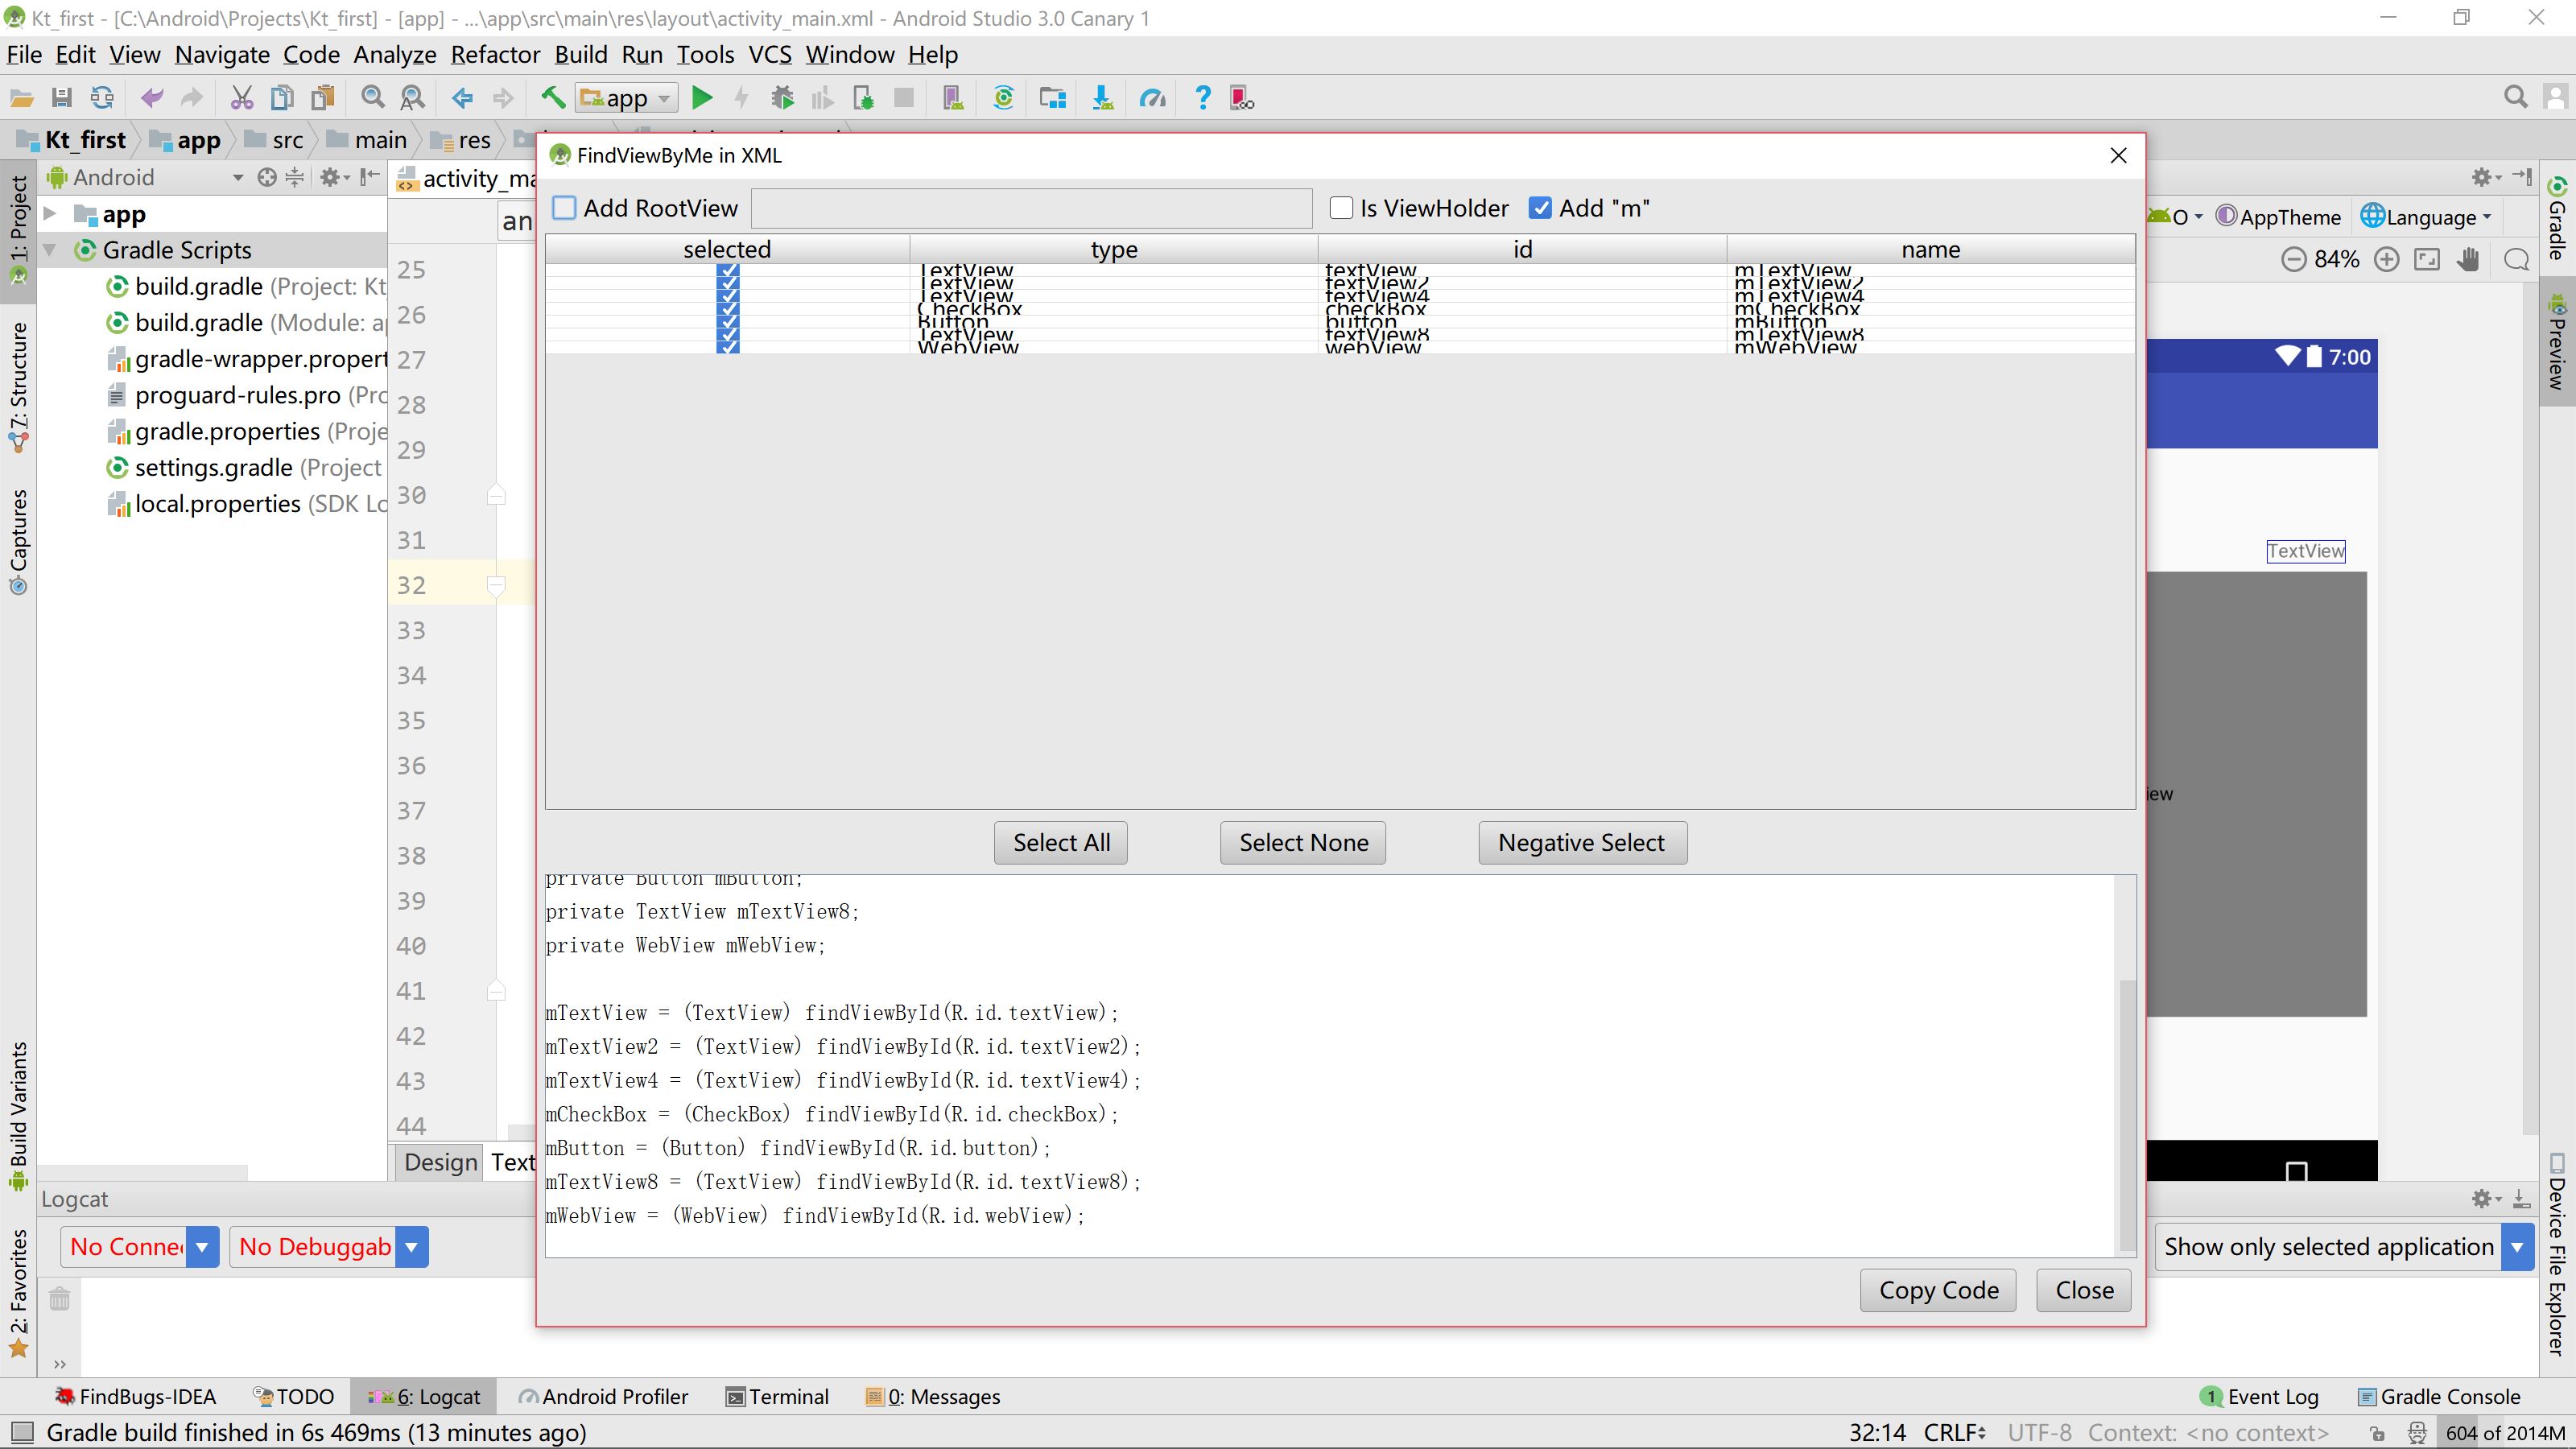 Kt_first - [C:\Android\Projects\Kt_first] - [app] - ...\app\src\main\res\layout\activity_main.xml - Android Studio 3.0 Canary 1
File Edit View Navigate Code Analyze Refactor Build Run Tools VCS Window Help
app
Kt_first app src main res
FindViewByMe in XML
1: Project
7: Structure
Captures
Build Variants
2: Favorites
Android
app
Gradle Scripts
build.gradle (Project: Kt
build.gradle (Module: a
gradle-wrapper.propert
proguard-rules.pro (Pro
gradle.properties (Proje
settings.gradle (Project
local.properties (SDK Lo
activity_ma
an
25
26
27
28
29
30
31
32
33
34
35
36
37
38
39
40
41
42
43
44
Design Text
Add RootView Is ViewHolder Add "m"
selected type id name
TextView textView mTextView
TextView textView2 mTextView2
TextView textView4 mTextView4
CheckBox checkBox mCheckBox
Button button mButton
TextView textView8 mTextView8
WebView webView mWebView
Select All Select None Negative Select
private Button mButton;
private TextView mTextView8;
private WebView mWebView;
mTextView = (TextView) findViewById(R.id.textView);
mTextView2 = (TextView) findViewById(R.id.textView2);
mTextView4 = (TextView) findViewById(R.id.textView4);
mCheckBox = (CheckBox) findViewById(R.id.checkBox);
mButton = (Button) findViewById(R.id.button);
mTextView8 = (TextView) findViewById(R.id.textView8);
mWebView = (WebView) findViewById(R.id.webView);
Copy Code Close
O AppTheme Language
84%
7:00
TextView
iew
Gradle
Preview
Device File Explorer
Logcat
No Conne No Debuggab Show only selected application
FindBugs-IDEA TODO 6: Logcat Android Profiler Terminal 0: Messages 1 Event Log Gradle Console
Gradle build finished in 6s 469ms (13 minutes ago) 32:14 CRLF UTF-8 Context: <no context> 604 of 2014M